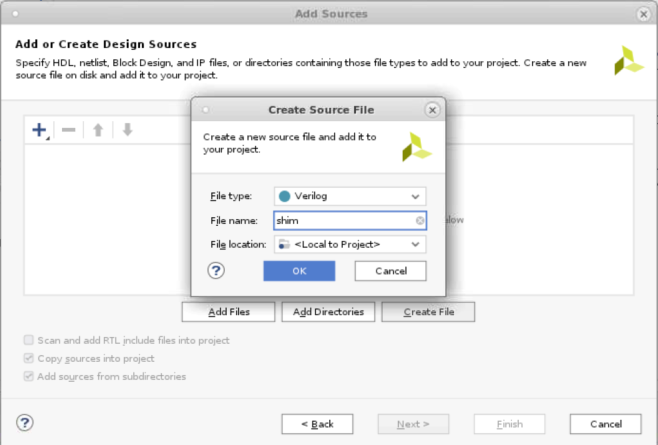 Add Sources
Add or Create Design Sources
Specify HDL, netlist, Block Design, and IP files, or directories containing those file types to add to your project. Create a new
source file on disk and add it to your project.
Create Source File
Create a new source file and add it to
your project.
File type:
Verilog
File name:
shim
File location:
<Local to Project>
?
OK
Cancel
Add Files
Add Directories
Create File
Scan and add RTL include files into project
Copy sources into project
Add sources from subdirectories
?
< Back
Next >
Finish
Cancel